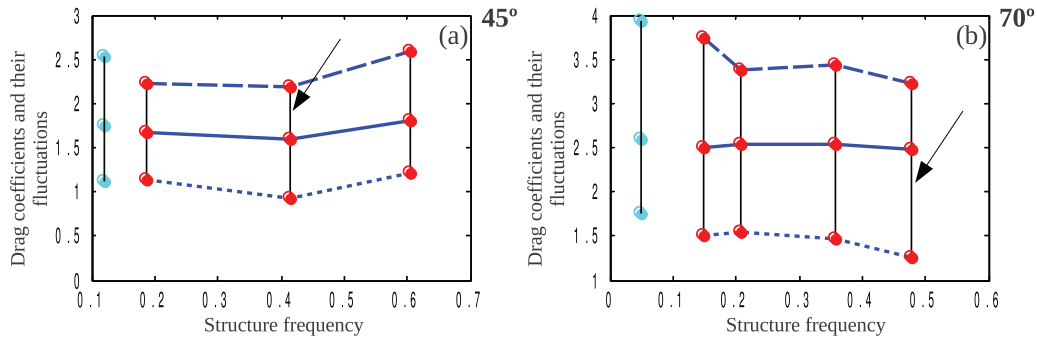 45º
(a)
3
2.5
2
1.5
1
0.5
0
0.1 0.2 0.3 0.4 0.5 0.6 0.7
Structure frequency
Drag coefficients and their
fluctuations
70º
(b)
4
3.5
3
2.5
2
1.5
1
0 0.1 0.2 0.3 0.4 0.5 0.6
Structure frequency
Drag coefficients and their
fluctuations